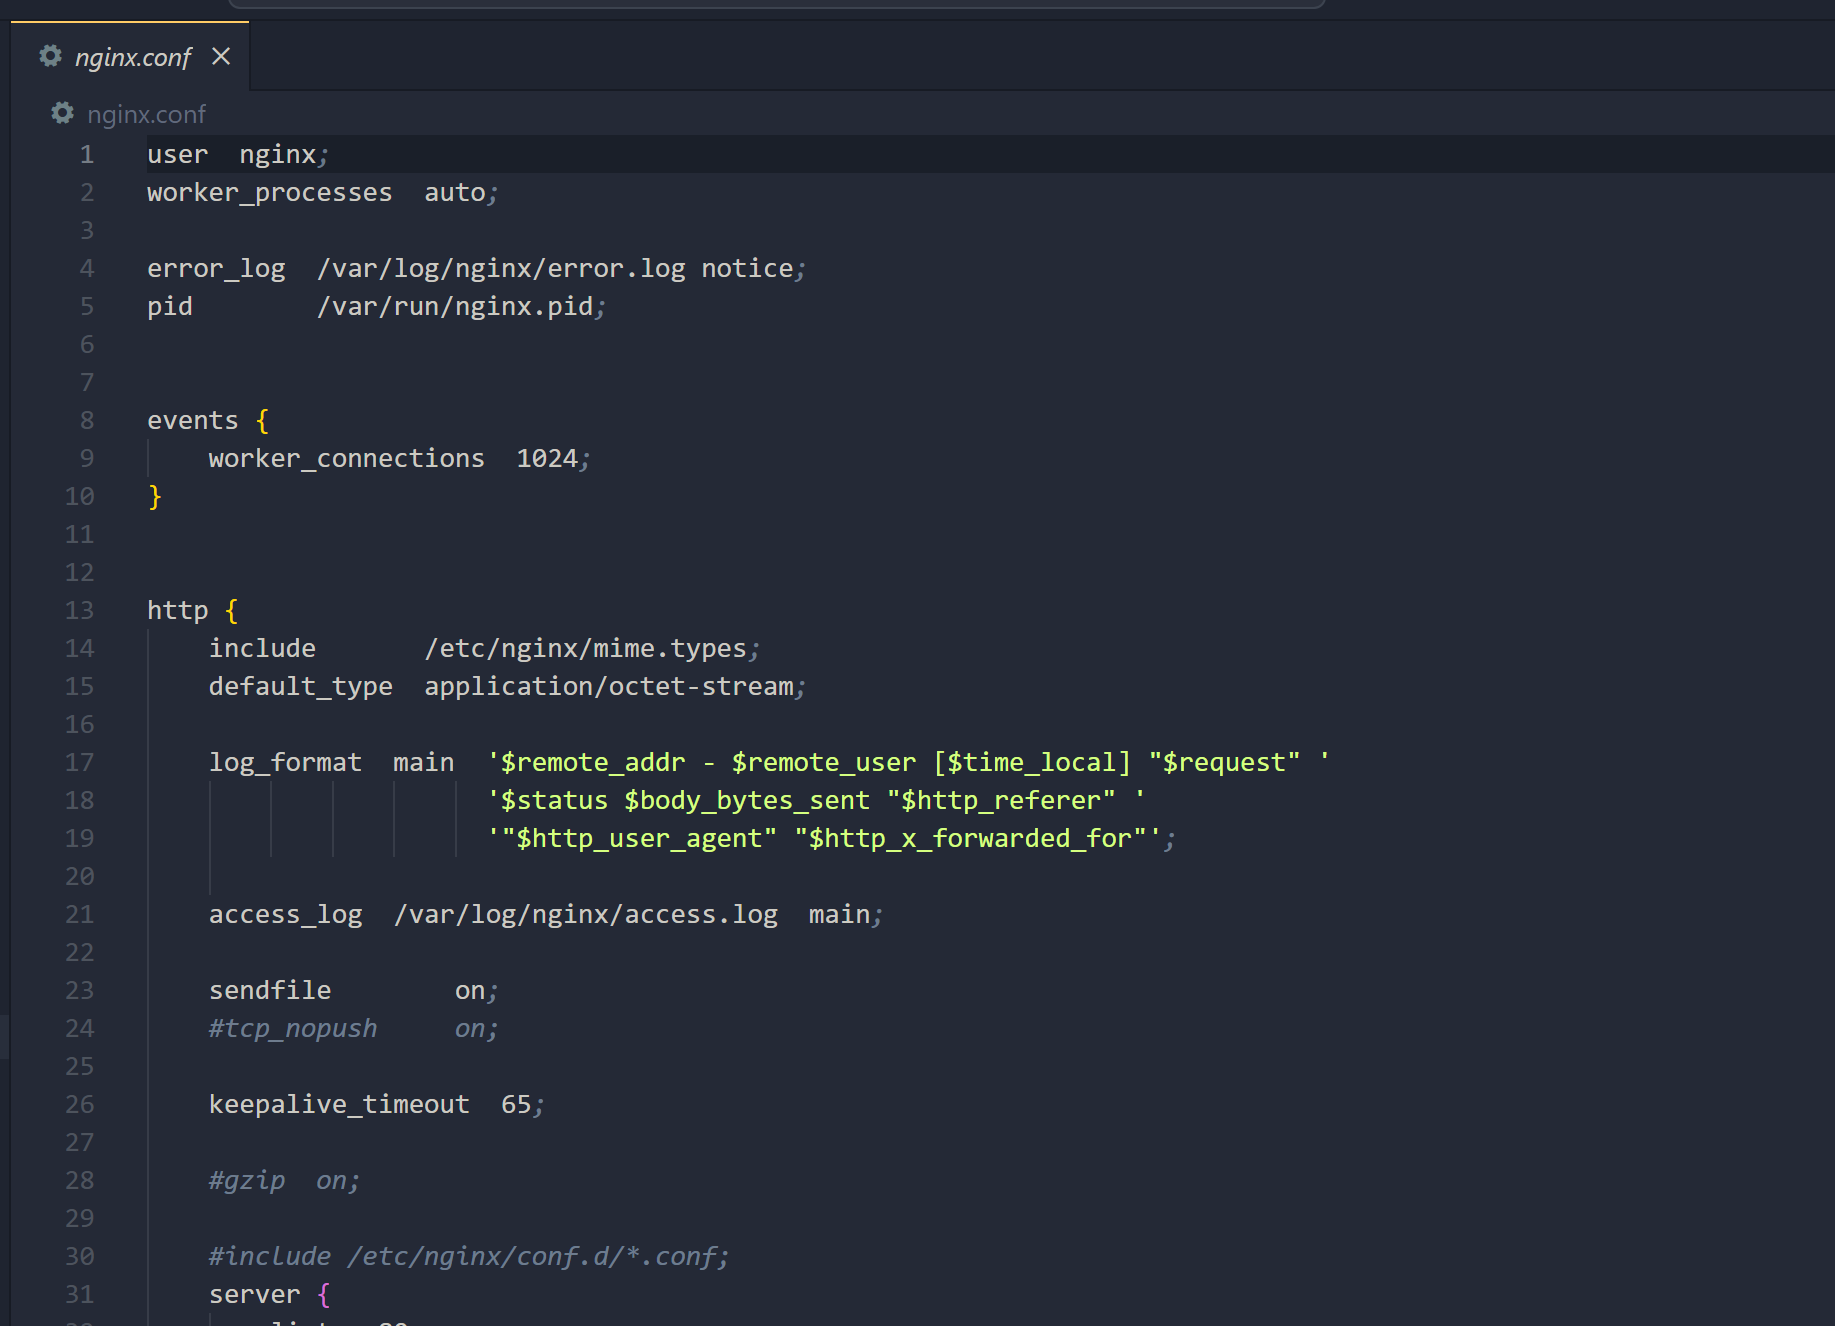 nginx.conf
nginx.conf
1 user  nginx;
2 worker_processes  auto;
3
4 error_log  /var/log/nginx/error.log notice;
5 pid        /var/run/nginx.pid;
6
7
8 events {
9     worker_connections  1024;
10 }
11
12
13 http {
14     include       /etc/nginx/mime.types;
15     default_type  application/octet-stream;
16
17     log_format  main  '$remote_addr - $remote_user [$time_local] "$request" '
18                       '$status $body_bytes_sent "$http_referer" '
19                       '"$http_user_agent" "$http_x_forwarded_for"';
20
21     access_log  /var/log/nginx/access.log  main;
22
23     sendfile        on;
24     #tcp_nopush     on;
25
26     keepalive_timeout  65;
27
28     #gzip  on;
29
30     #include /etc/nginx/conf.d/*.conf;
31     server {